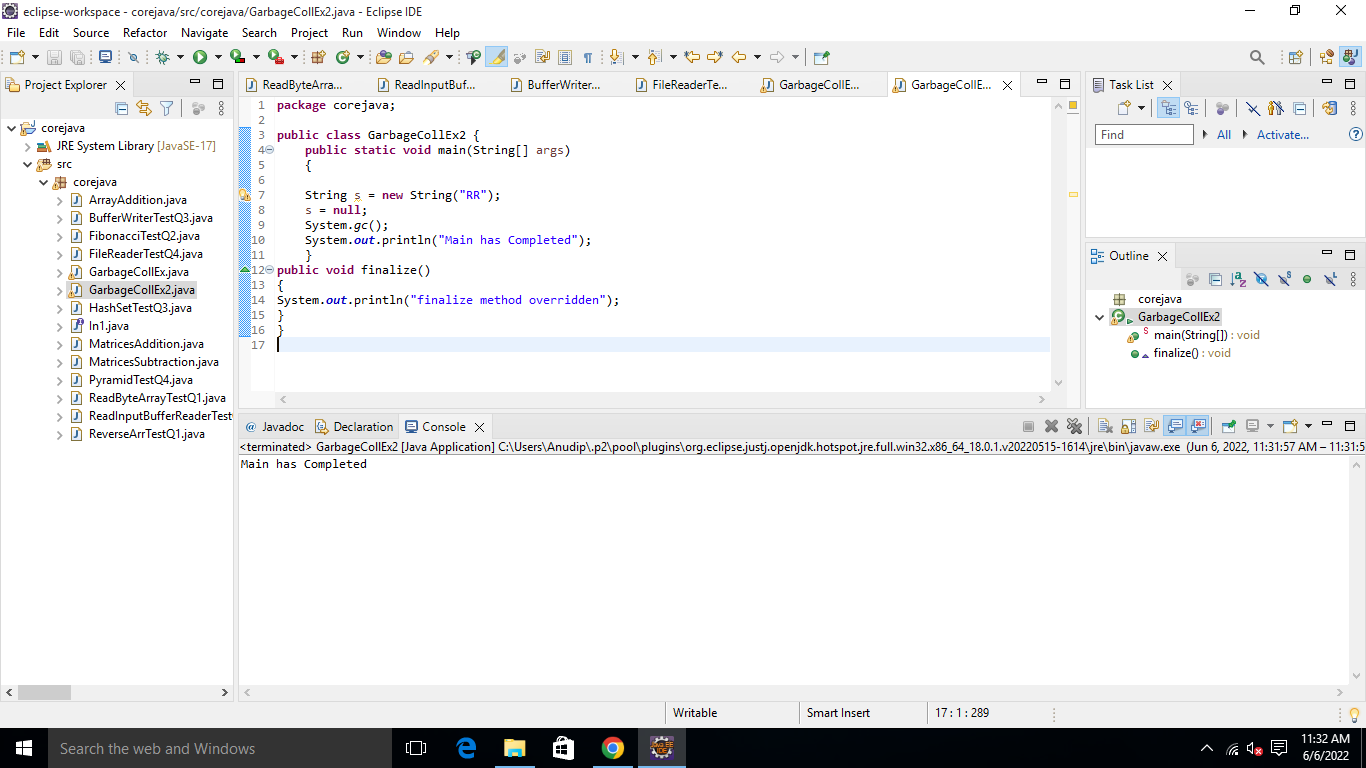 eclipse-workspace - corejava/src/corejava/GarbageCollEx2.java - Eclipse IDE
File Edit Source Refactor Navigate Search Project Run Window Help
Project Explorer
corejava
JRE System Library [JavaSE-17]
src
corejava
ArrayAddition.java
BufferWriterTestQ3.java
FibonacciTestQ2.java
FileReaderTestQ4.java
GarbageCollEx.java
GarbageCollEx2.java
HashSetTestQ3.java
In1.java
MatricesAddition.java
MatricesSubtraction.java
PyramidTestQ4.java
ReadByteArrayTestQ1.java
ReadInputBufferReaderTest
ReverseArrTestQ1.java
ReadByteArra... ReadInputBuf... BufferWriter... FileReaderTe... GarbageCollE... GarbageCollE...
1 package corejava;
2
3 public class GarbageCollEx2 {
4 public static void main(String[] args)
5 {
6
7 String s = new String("RR");
8 s = null;
9 System.gc();
10 System.out.println("Main has Completed");
11 }
12 public void finalize()
13 {
14 System.out.println("finalize method overridden");
15 }
16 }
17
Task List
Find All Activate...
Outline
corejava
GarbageCollEx2
main(String[]) : void
finalize() : void
@ Javadoc Declaration Console
<terminated> GarbageCollEx2 [Java Application] C:\Users\Anudip\.p2\pool\plugins\org.eclipse.justj.openjdk.hotspot.jre.full.win32.x86_64_18.0.1.v20220515-1614\jre\bin\javaw.exe (Jun 6, 2022, 11:31:57 AM – 11:31:5
Main has Completed
Writable Smart Insert 17 : 1 : 289
Search the web and Windows
11:32 AM
6/6/2022